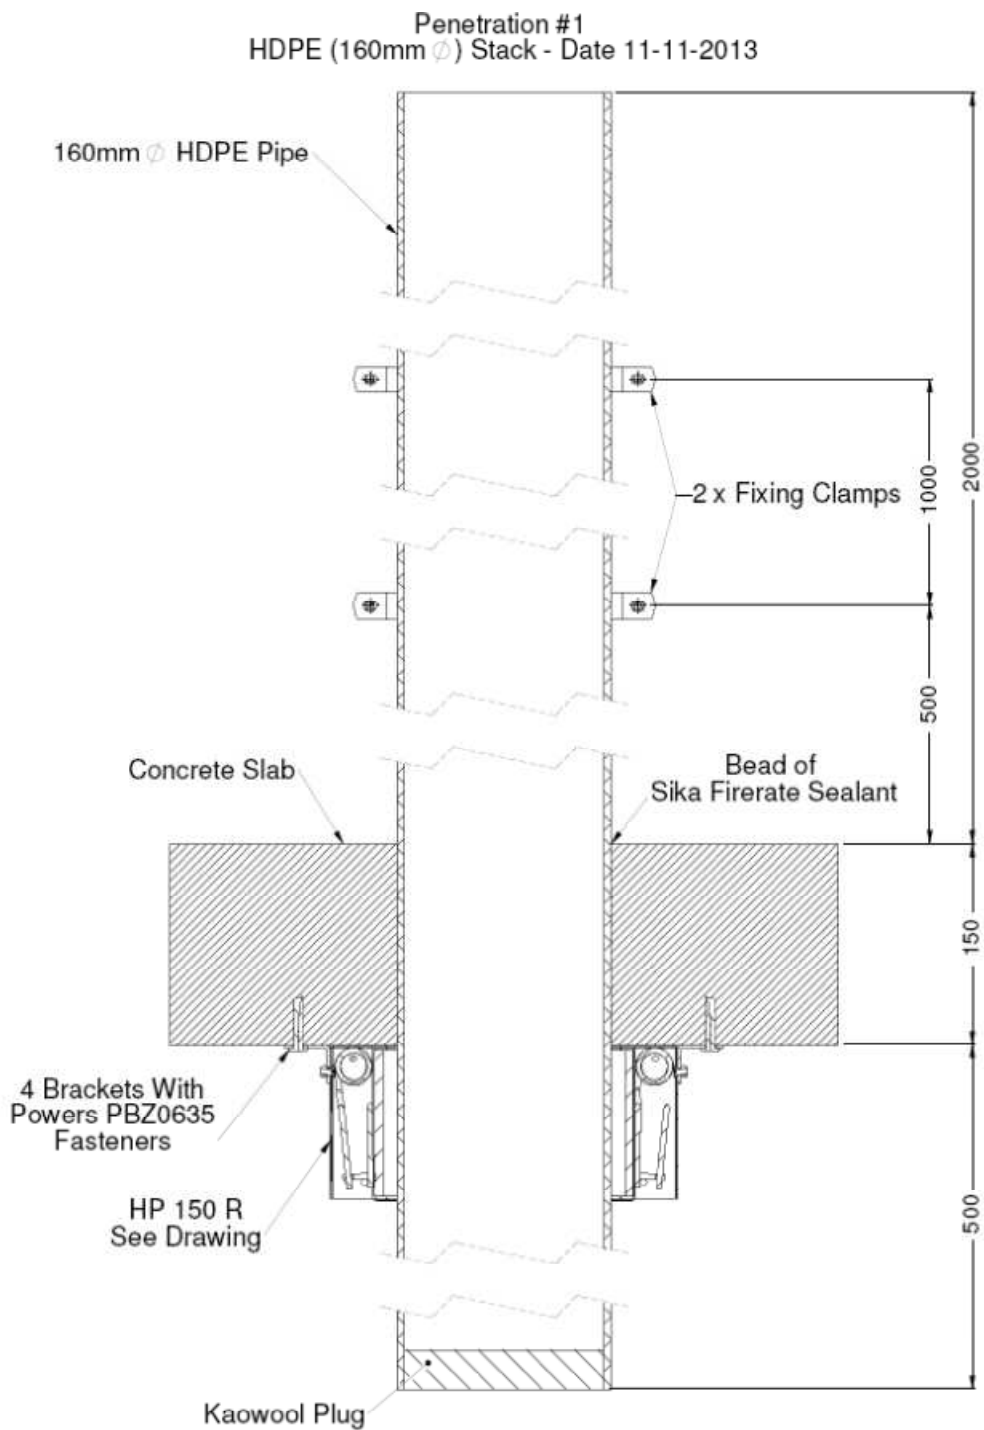 Penetration #1
HDPE (160mm ∅) Stack - Date 11-11-2013
160mm ∅ HDPE Pipe
2 x Fixing Clamps
1000
2000
500
Concrete Slab
Bead of
Sika Firerate Sealant
150
4 Brackets With
Powers PBZ0635
Fasteners
HP 150 R
See Drawing
500
Kaowool Plug